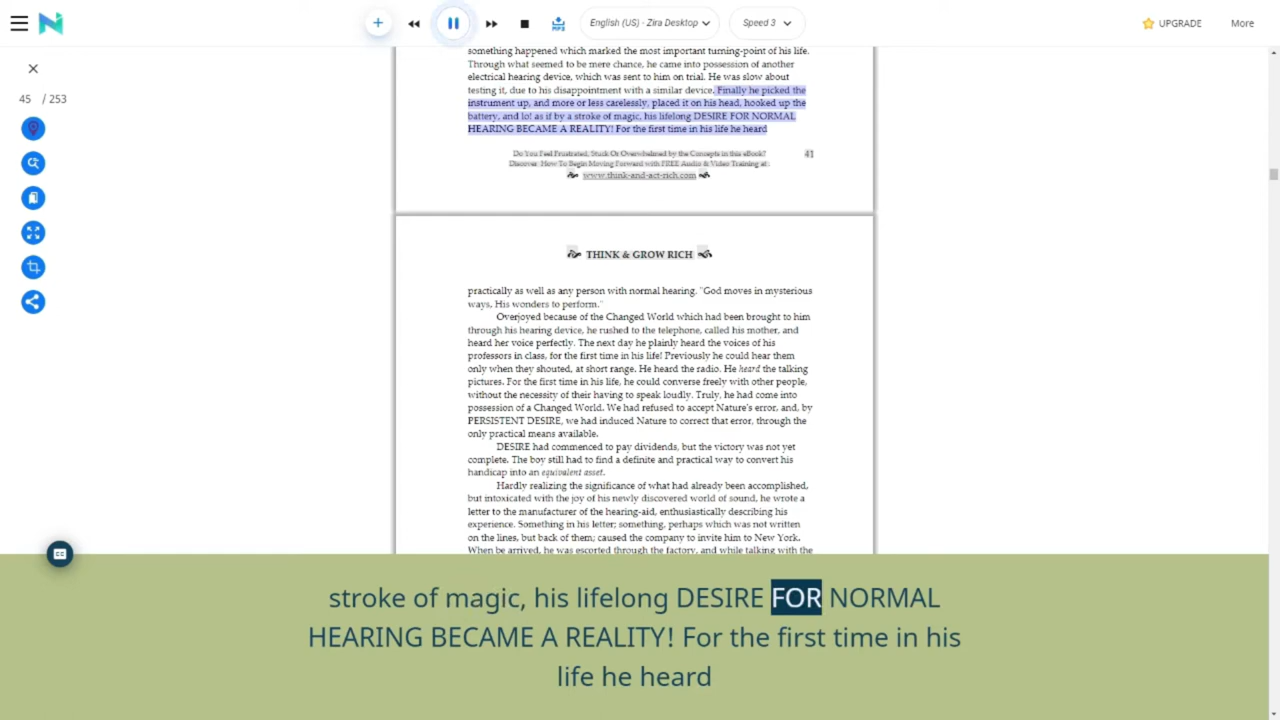 English (US) - Zira Desktop
Speed 3
UPGRADE
More
MP3
45 / 253
something happened which marked the most important turning-point of his life.
Through what seemed to be mere chance, he came into possession of another
electrical hearing device, which was sent to him on trial. He was slow about
testing it, due to his disappointment with a similar device. Finally he picked the
instrument up, and more or less carelessly, placed it on his head, hooked up the
battery, and lo! as if by a stroke of magic, his lifelong DESIRE FOR NORMAL
HEARING BECAME A REALITY! For the first time in his life he heard
Do You Feel Frustrated, Stuck Or Overwhelmed by the Concepts in this eBook?
41
Discover How To Begin Moving Forward with FREE Audio & Video Training at:
www.think-and-act-rich.com
THINK & GROW RICH
practically as well as any person with normal hearing. "God moves in mysterious
ways, His wonders to perform."
Overjoyed because of the Changed World which had been brought to him
through his hearing device, he rushed to the telephone, called his mother, and
heard her voice perfectly. The next day he plainly heard the voices of his
professors in class, for the first time in his life! Previously he could hear them
only when they shouted, at short range. He heard the radio. He heard the talking
pictures. For the first time in his life, he could converse freely with other people,
without the necessity of their having to speak loudly. Truly, he had come into
possession of a Changed World. We had refused to accept Nature's error, and, by
PERSISTENT DESIRE, we had induced Nature to correct that error, through the
only practical means available.
DESIRE had commenced to pay dividends, but the victory was not yet
complete. The boy still had to find a definite and practical way to convert his
handicap into an equivalent asset.
Hardly realizing the significance of what had already been accomplished,
but intoxicated with the joy of his newly discovered world of sound, he wrote a
letter to the manufacturer of the hearing-aid, enthusiastically describing his
experience. Something in his letter; something, perhaps which was not written
on the lines, but back of them; caused the company to invite him to New York.
When he arrived, he was escorted through the factory, and while talking with the
CC
stroke of magic, his lifelong DESIRE FOR NORMAL
HEARING BECAME A REALITY! For the first time in his
life he heard